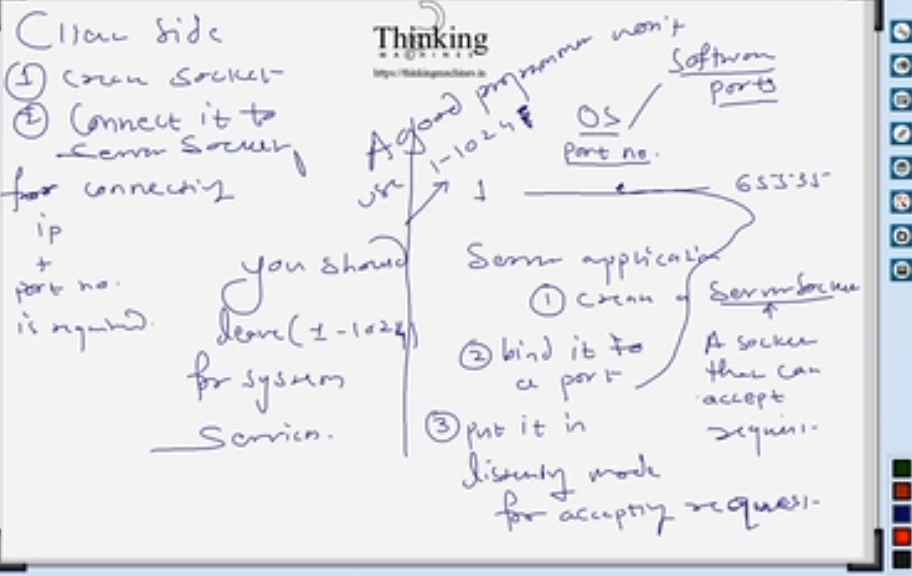 Client Side
① Create Socket
② Connect it to
Server Socket
for connecting
ip
+
port no.
is required.
Thinking
MACHINES
https://thinkingmachines.in
A good programmer won't
use 1-1024
you should
leave (1-1024)
for system
Services.
Software
ports
OS
port no.
1 65535
Server application
① Create a ServerSocket
② bind it to
a port
A socket
that can
accept
request.
③ put it in
listening mode
for accepting request.